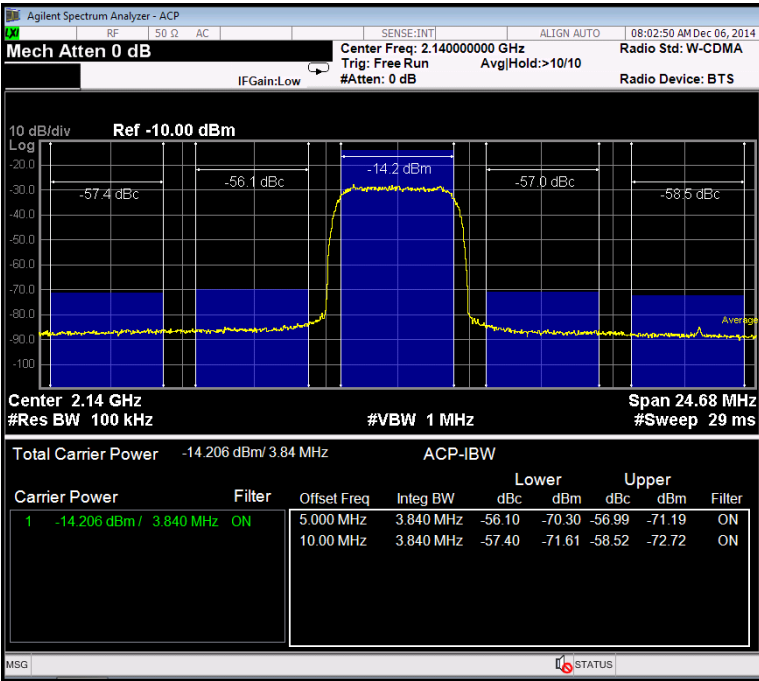 Agilent Spectrum Analyzer - ACP
LXI RF 50 Ω AC SENSE:INT ALIGN AUTO 08:02:50 AM Dec 06, 2014
Mech Atten 0 dB Center Freq: 2.140000000 GHz Radio Std: W-CDMA
Trig: Free Run Avg|Hold:>10/10
IFGain:Low #Atten: 0 dB Radio Device: BTS
10 dB/div Ref -10.00 dBm
Log
-20.0
-14.2 dBm
-56.1 dBc -57.0 dBc
-30.0
-57.4 dBc -58.5 dBc
-40.0
-50.0
-60.0
-70.0
-80.0
Average
-90.0
-100
Center 2.14 GHz Span 24.68 MHz
#Res BW 100 kHz #VBW 1 MHz #Sweep 29 ms
Total Carrier Power -14.206 dBm/ 3.84 MHz ACP-IBW
Lower Upper
Carrier Power Filter Offset Freq Integ BW dBc dBm dBc dBm Filter
1 -14.206 dBm / 3.840 MHz ON 5.000 MHz 3.840 MHz -56.10 -70.30 -56.99 -71.19 ON
10.00 MHz 3.840 MHz -57.40 -71.61 -58.52 -72.72 ON
MSG STATUS